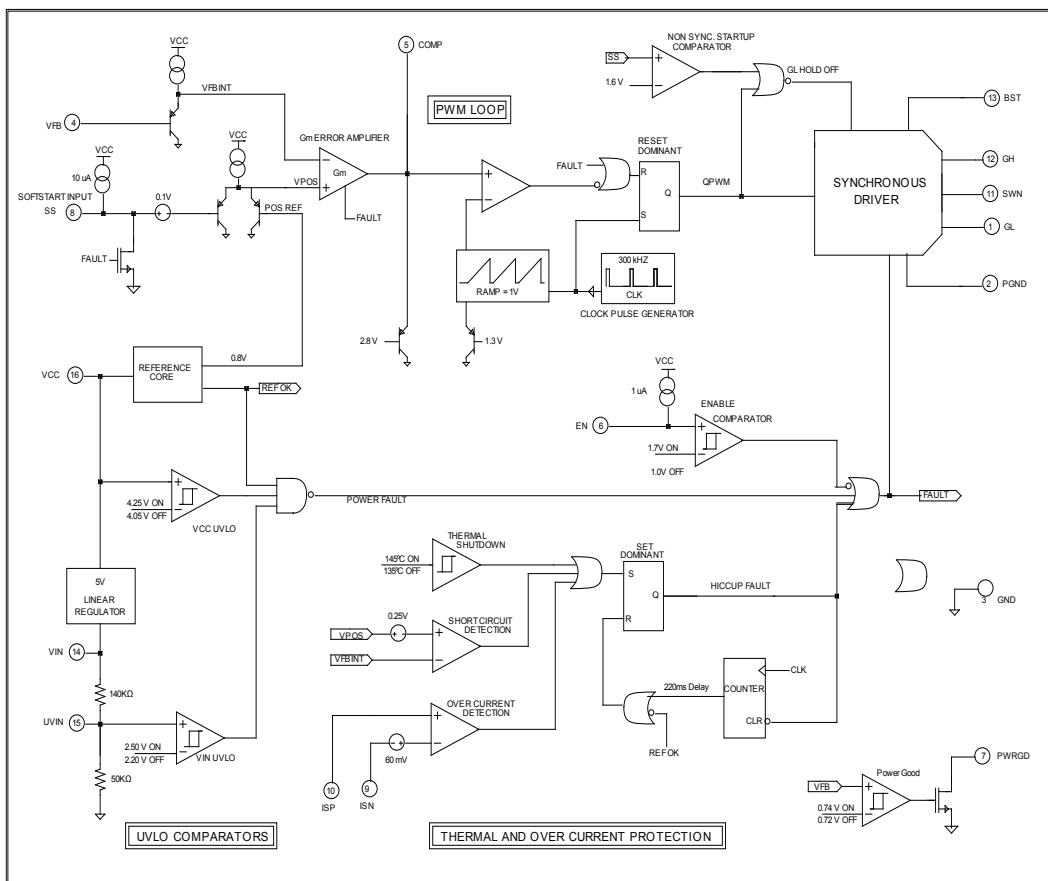 5 COMP
NON SYNC. STARTUP
COMPARATOR
VCC
SS
1.6 V
GL HOLD OFF
VFBINT
PWM LOOP
13 BST
VFB 4
Gm ERROR AMPLIFIER
VCC
VCC
10 uA
RESET
DOMINANT
12 GH
FAULT
R
QPWM
SYNCHRONOUS
DRIVER
Gm
VPOS
11 SWN
SOFTSTART INPUT
SS
8
0.1V
POS REF
FAULT
S
1 GL
FAULT
300 kHZ
CLK
RAMP = 1V
2 PGND
CLOCK PULSE GENERATOR
2.8 V
1.3 V
0.8V
VCC 16
REFERENCE
CORE
REFOK
VCC
1 uA
ENABLE
COMPARATOR
EN 6
1.7V ON
1.0V OFF
4.25 V ON
4.05 V OFF
VCC UVLO
POWER FAULT
FAULT
THERMAL
SHUTDOWN
145ºC ON
135ºC OFF
SET
DOMINANT
S
Q
R
HICCUP FAULT
5V
LINEAR
REGULATOR
3 GND
0.25V
VPOS
SHORT CIRCUIT
DETECTION
VFBINT
VIN 14
140KΩ
220ms Delay
COUNTER
CLK
CLR
OVER CURRENT
DETECTION
UVIN 15
2.50 V ON
2.20 V OFF
VIN UVLO
60 mV
REF OK
50KΩ
10
ISP
9
ISN
7 PWRGD
VFB
Power Good
0.74 V ON
0.72 V OFF
UVLO COMPARATORS
THERMAL AND OVER CURRENT PROTECTION